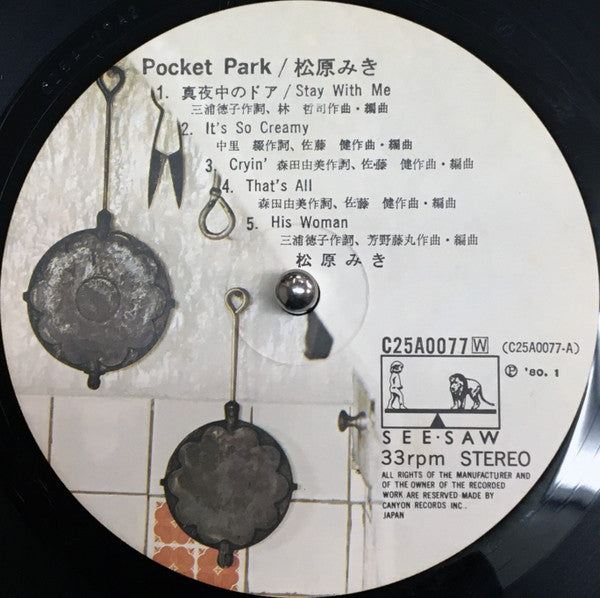 Pocket Park / 松原みき
1. 真夜中のドア / Stay With Me
三浦徳子作詞、林 哲司作曲・編曲
2. It's So Creamy
中里 綴作詞、佐藤 健作曲・編曲
3. Cryin' 森田由美作詞、佐藤 健作曲・編曲
4. That's All
森田由美作詞、佐藤 健作曲・編曲
5. His Woman
三浦徳子作詞、芳野藤丸作曲・編曲
松原みき
C25A0077 W (C25A0077-A)
Ⓟ '80. 1
SEE・SAW
33rpm STEREO
ALL RIGHTS OF THE MANUFACTURER AND
OF THE OWNER OF THE RECORDED
WORK ARE RESERVED·MADE BY
CANYON RECORDS INC.,
JAPAN